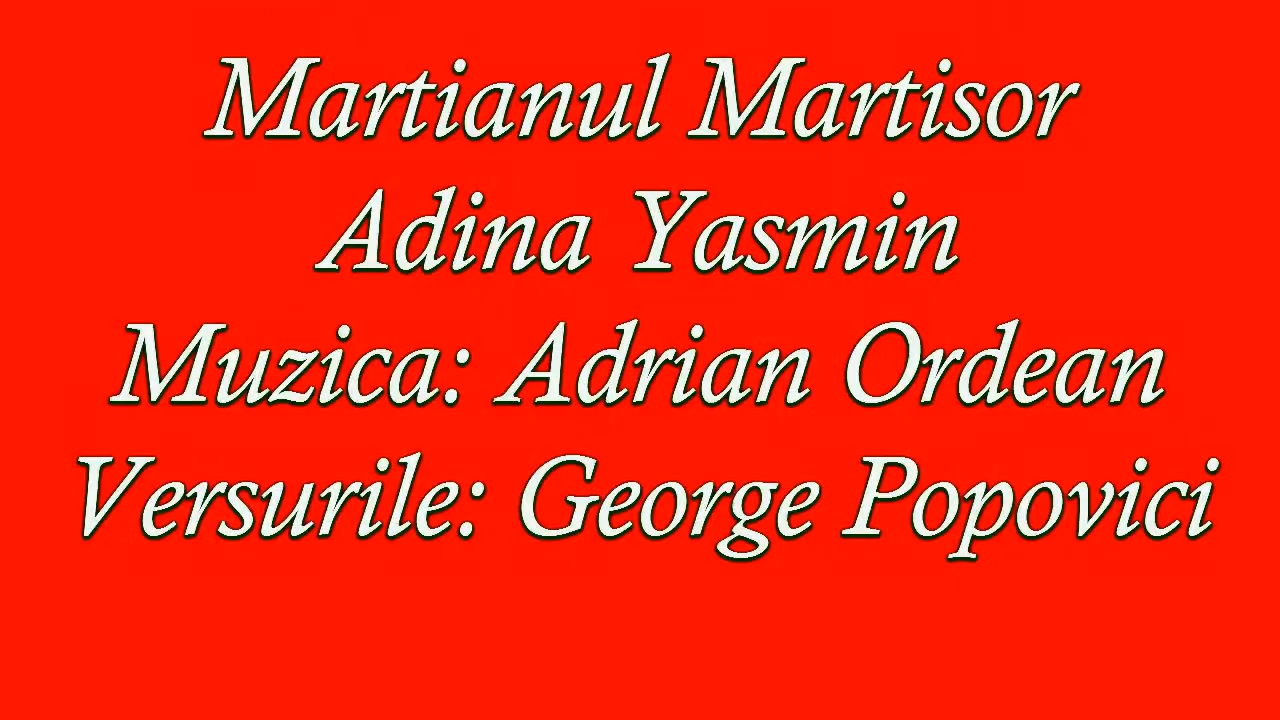 Martianul Martisor
Adina Yasmin
Muzica: Adrian Ordean
Versurile: George Popovici